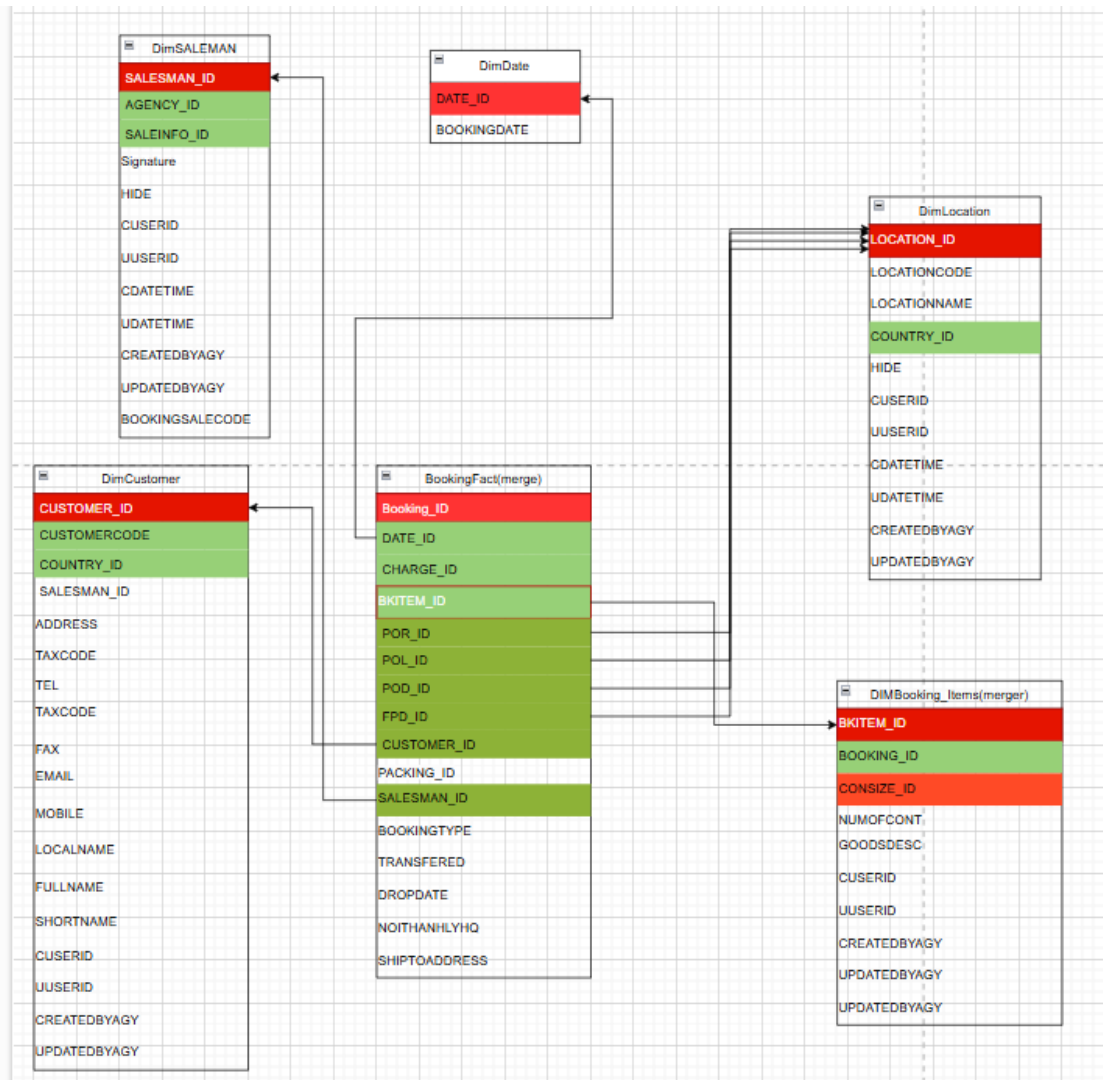 DimSALEMAN
SALESMAN_ID
AGENCY_ID
SALEINFO_ID
Signature
HIDE
CUSERID
UUSERID
CDATETIME
UDATETIME
CREATEDBYAGY
UPDATEDBYAGY
BOOKINGSALECODE
DimDate
DATE_ID
BOOKINGDATE
DimLocation
LOCATION_ID
LOCATIONCODE
LOCATIONNAME
COUNTRY_ID
HIDE
CUSERID
UUSERID
CDATETIME
UDATETIME
CREATEDBYAGY
UPDATEDBYAGY
DimCustomer
CUSTOMER_ID
CUSTOMERCODE
COUNTRY_ID
SALESMAN_ID
ADDRESS
TAXCODE
TEL
TAXCODE
FAX
EMAIL
MOBILE
LOCALNAME
FULLNAME
SHORTNAME
CUSERID
UUSERID
CREATEDBYAGY
UPDATEDBYAGY
BookingFact(merge)
Booking_ID
DATE_ID
CHARGE_ID
BKITEM_ID
POR_ID
POL_ID
POD_ID
FPD_ID
CUSTOMER_ID
PACKING_ID
SALESMAN_ID
BOOKINGTYPE
TRANSFERED
DROPDATE
NOITHANHLYHQ
SHIPTOADDRESS
DIMBooking_Items(merger)
BKITEM_ID
BOOKING_ID
CONSIZE_ID
NUMOFCONT
GOODSDESC
CUSERID
UUSERID
CREATEDBYAGY
UPDATEDBYAGY
UPDATEDBYAGY